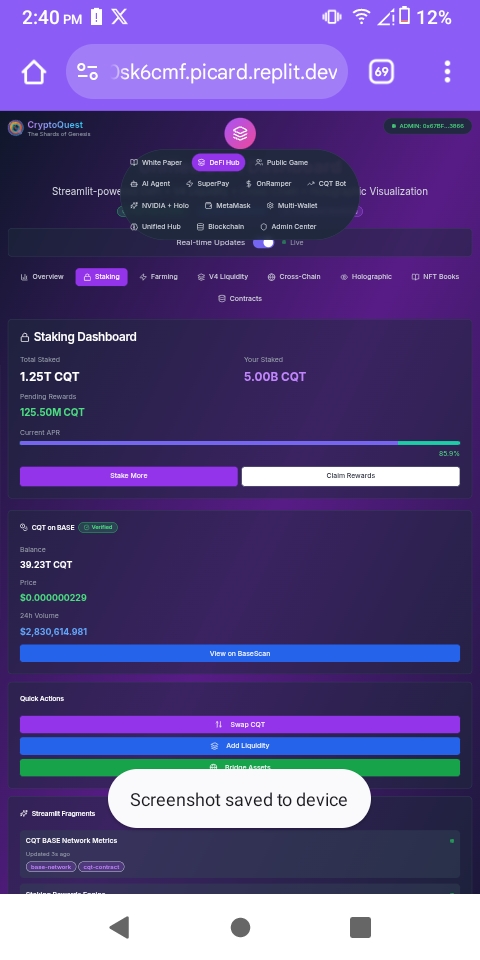 2:40 PM
12%
0sk6cmf.picard.replit.dev
69
CryptoQuest
The Shards of Genesis
ADMIN: 0x67BF...3866
White Paper
DeFi Hub
Public Game
AI Agent
SuperPay
OnRamper
CQT Bot
Streamlit-powe
ic Visualization
NVIDIA + Holo
MetaMask
Multi-Wallet
Unified Hub
Blockchain
Admin Center
Real-time Updates
Live
Overview
Staking
Farming
V4 Liquidity
Cross-Chain
Holographic
NFT Books
Contracts
Staking Dashboard
Total Staked
Your Staked
1.25T CQT
5.00B CQT
Pending Rewards
125.50M CQT
Current APR
85.9%
Stake More
Claim Rewards
CQT on BASE
Verified
Balance
39.23T CQT
Price
$0.000000229
24h Volume
$2,830,614.981
View on BaseScan
Quick Actions
Swap CQT
Add Liquidity
Bridge Assets
Screenshot saved to device
Streamlit Fragments
CQT BASE Network Metrics
Updated 5s ago
base-network
cqt-contract
Staking Rewards Engine